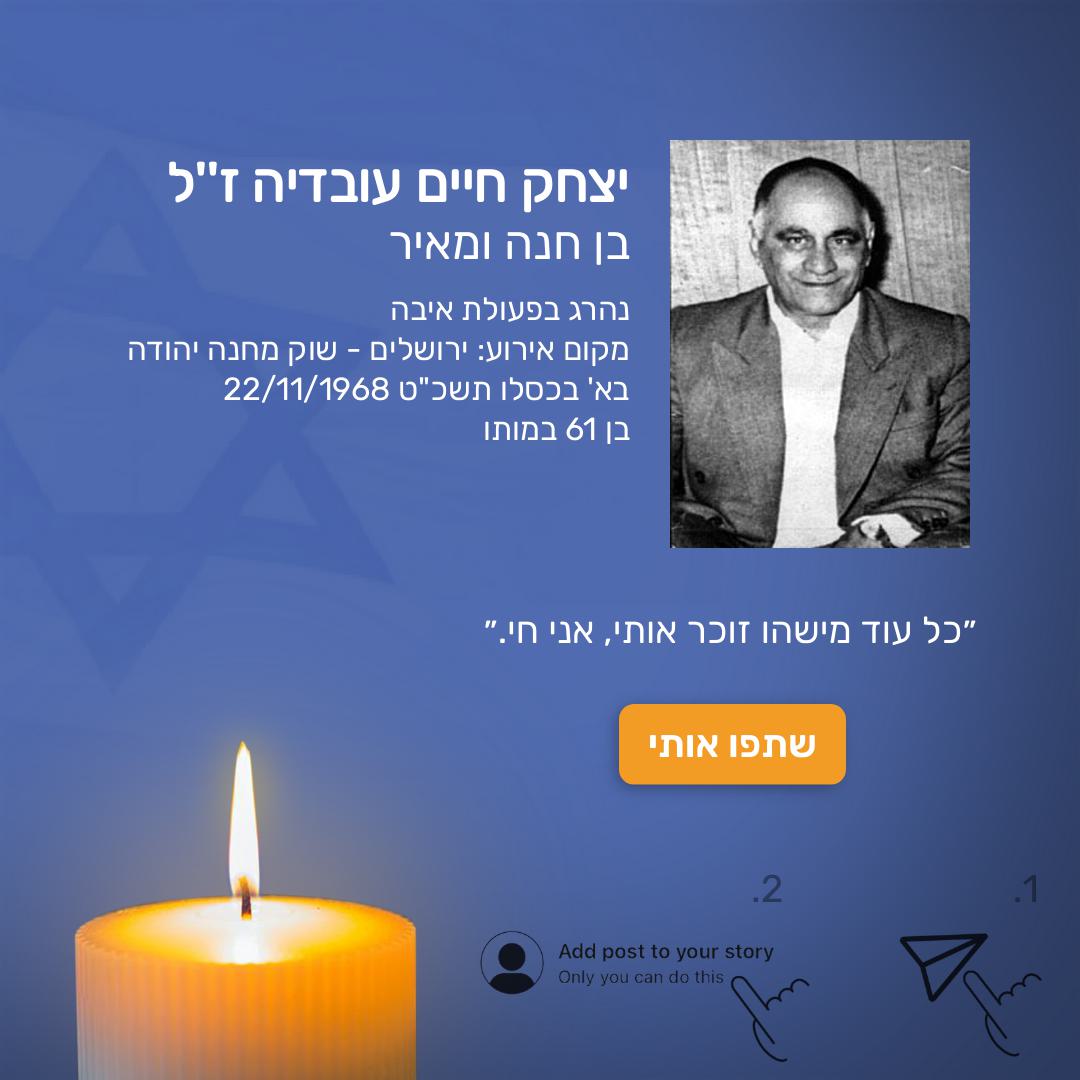 יצחק חיים עובדיה ז"ל
בן חנה ומאיר
נהרג בפעולת איבה
מקום אירוע: ירושלים - שוק מחנה יהודה
בא' בכסלו תשכ"ט 22/11/1968
בן 61 במותו
״כל עוד מישהו זוכר אותי, אני חי.״
שתפו אותי
1.
2.
Add post to your story
Only you can do this